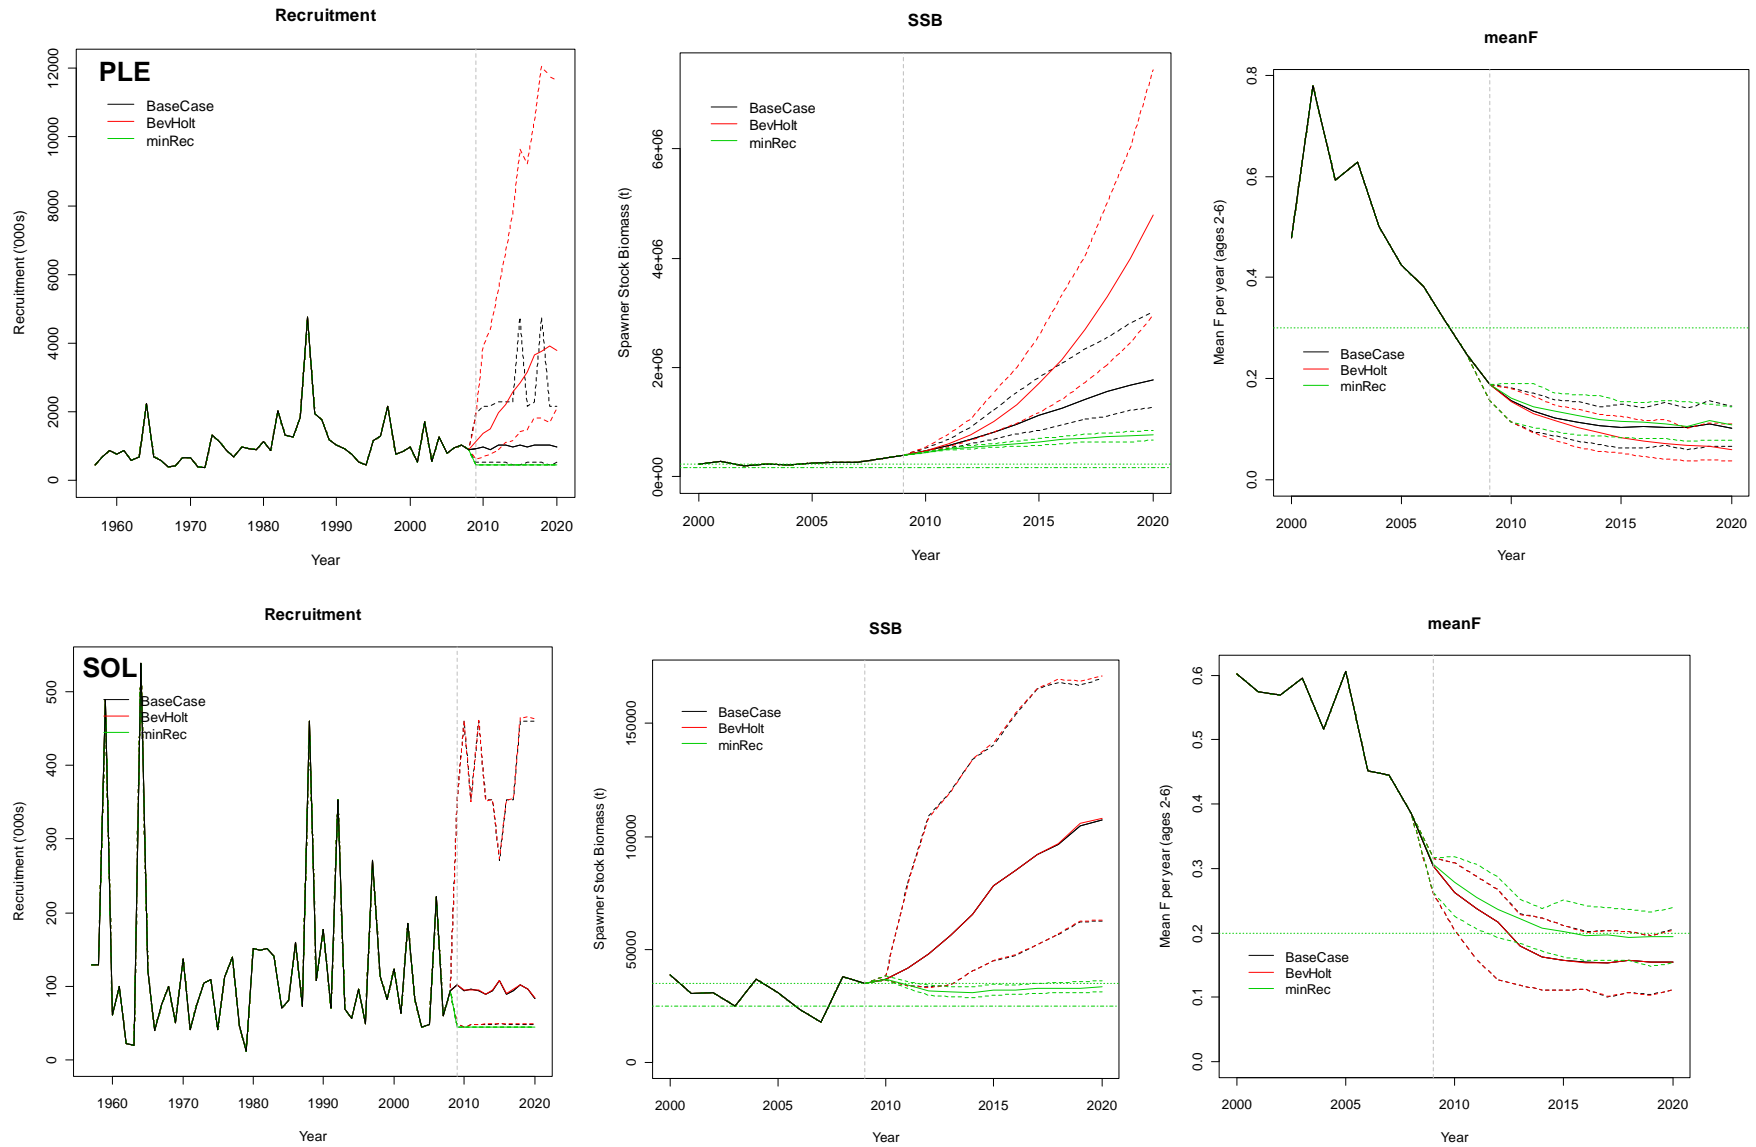 Recruitment
PLE
BaseCase
BevHolt
minRec
Recruitment ('000s)
0
2000
4000
6000
8000
10000
12000
1960
1970
1980
1990
2000
2010
2020
Year
SSB
BaseCase
BevHolt
minRec
Spawner Stock Biomass (t)
0e+00
2e+06
4e+06
6e+06
2000
2005
2010
2015
2020
Year
meanF
BaseCase
BevHolt
minRec
Mean F per year (ages 2-6)
0.0
0.2
0.4
0.6
0.8
2000
2005
2010
2015
2020
Year
Recruitment
SOL
BaseCase
BevHolt
minRec
Recruitment ('000s)
0
100
200
300
400
500
1960
1970
1980
1990
2000
2010
2020
Year
SSB
BaseCase
BevHolt
minRec
Spawner Stock Biomass (t)
0
50000
100000
150000
2000
2005
2010
2015
2020
Year
meanF
BaseCase
BevHolt
minRec
Mean F per year (ages 2-6)
0.0
0.1
0.2
0.3
0.4
0.5
0.6
2000
2005
2010
2015
2020
Year